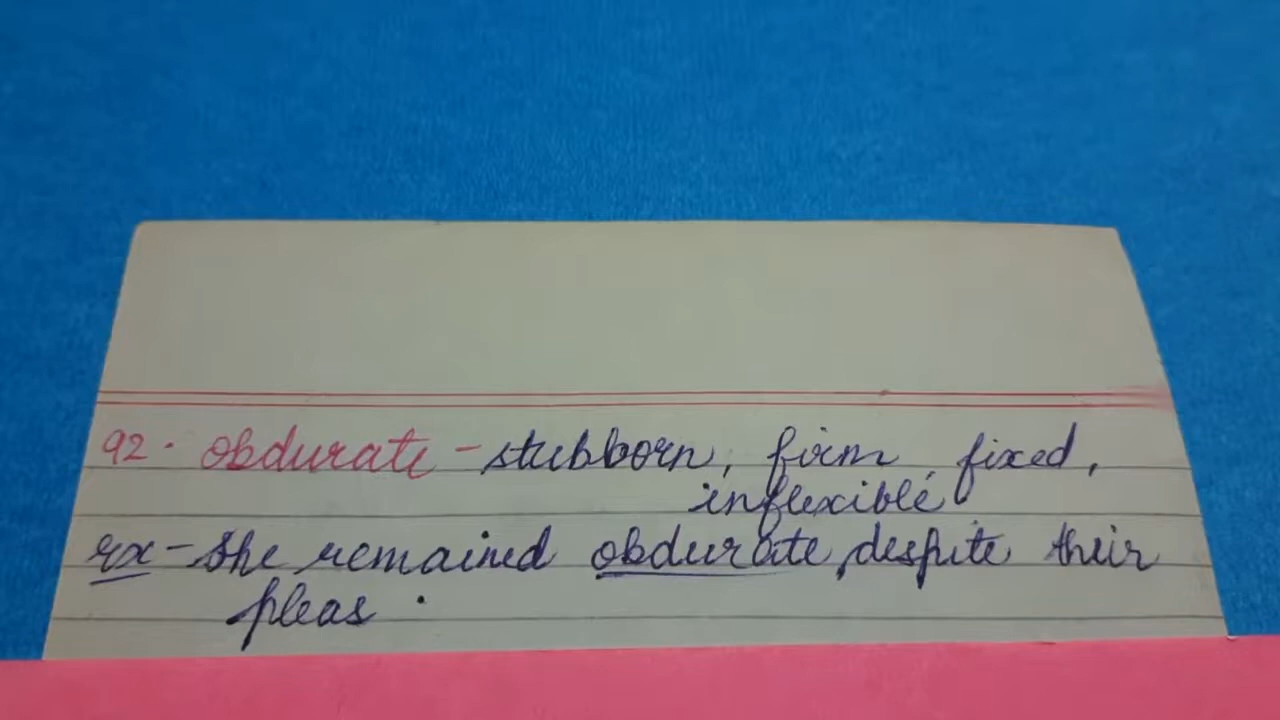 92. obdurate - stubborn, firm, fixed,
inflexible
ex - She remained obdurate, despite their
pleas.